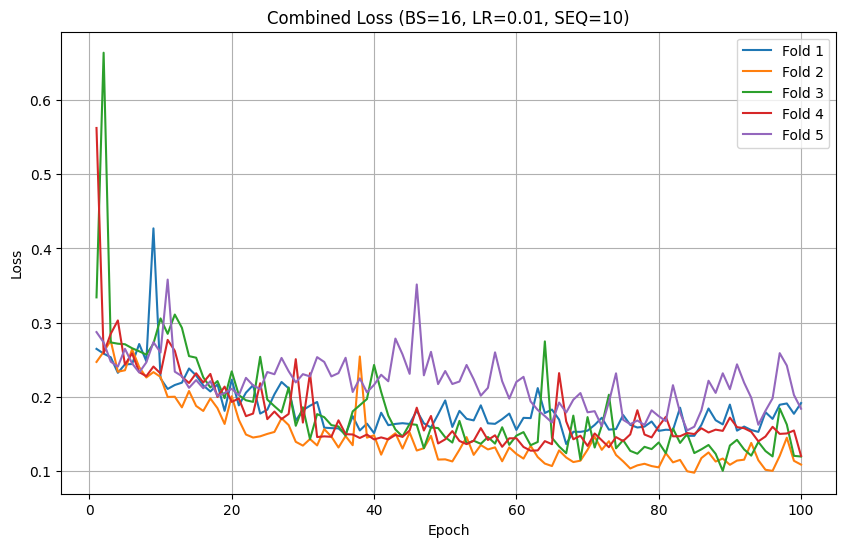 Combined Loss (BS=16, LR=0.01, SEQ=10)
Fold 1
Fold 2
Fold 3
Fold 4
Fold 5
Loss
0.6
0.5
0.4
0.3
0.2
0.1
0 20 40 60 80 100
Epoch